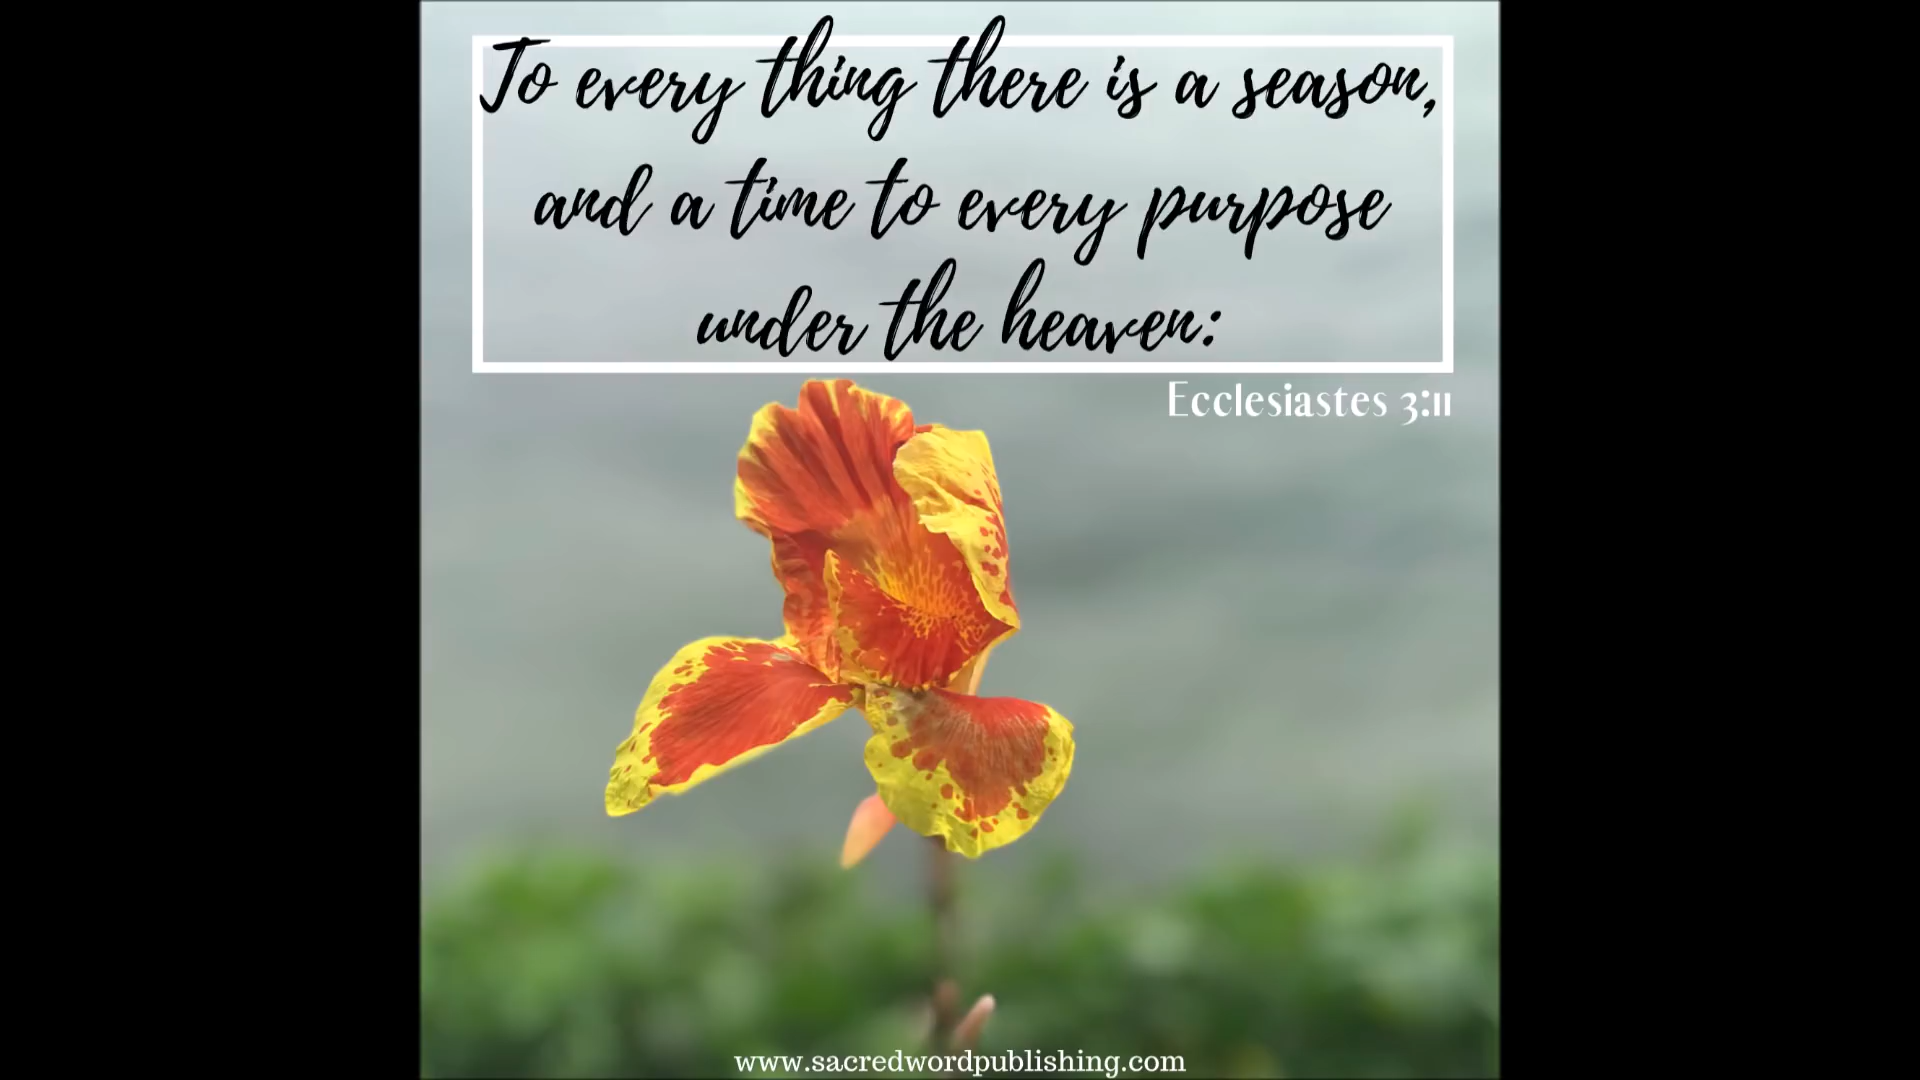 To every thing there is a season,
and a time to every purpose
under the heaven:
Ecclesiastes 3:11
www.sacredwordpublishing.com